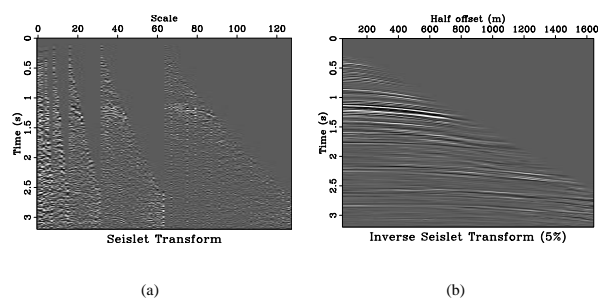 Scale
0 20 40 60 80 100 120
0
0.5
1
1.5
2
2.5
3
Time (s)
Seislet Transform
(a)
Half offset (m)
200 400 600 800 1000 1200 1400 1600
0
0.5
1
1.5
2
2.5
3
Time (s)
Inverse Seislet Transform (5%)
(b)